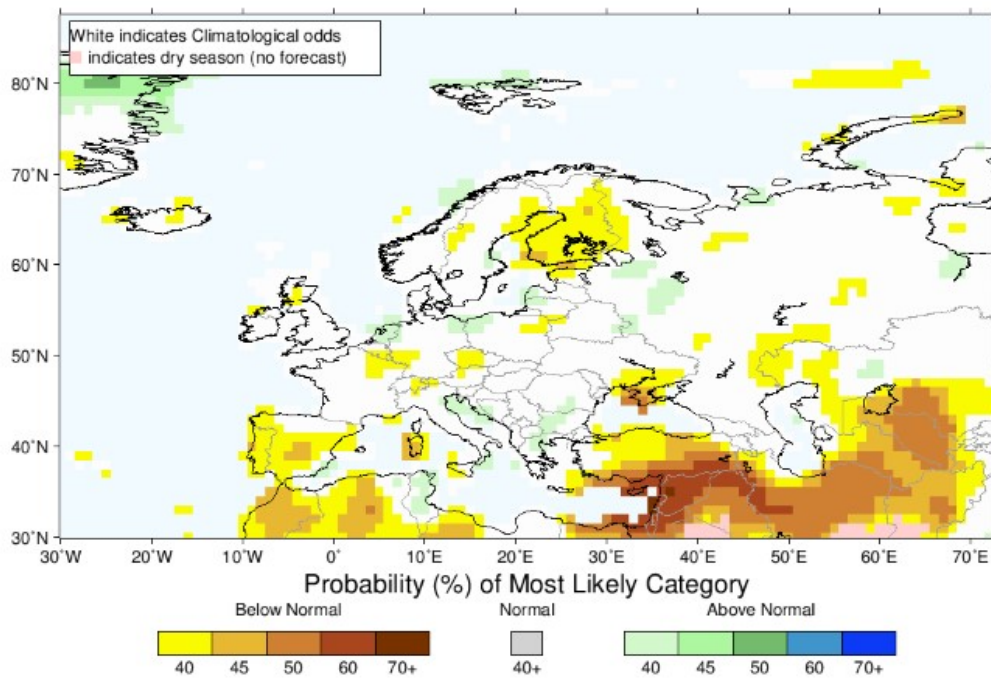 White indicates Climatological odds
indicates dry season (no forecast)
80°N
70°N
60°N
50°N
40°N
30°N
30°W 20°W 10°W 0° 10°E 20°E 30°E 40°E 50°E 60°E 70°E
Probability (%) of Most Likely Category
Below Normal Normal Above Normal
40 45 50 60 70+ 40+ 40 45 50 60 70+